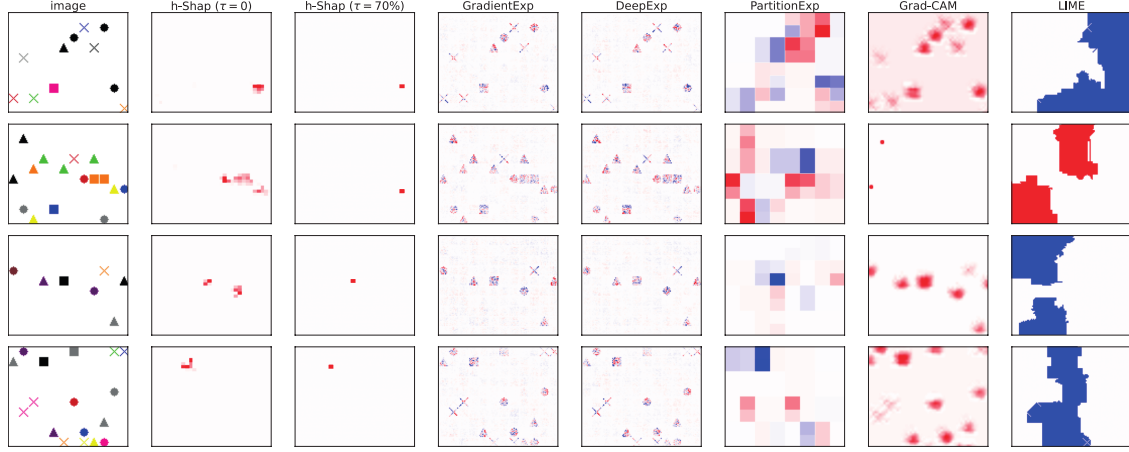 image h-Shap (τ = 0) h-Shap (τ = 70%) GradientExp DeepExp PartitionExp Grad-CAM LIME